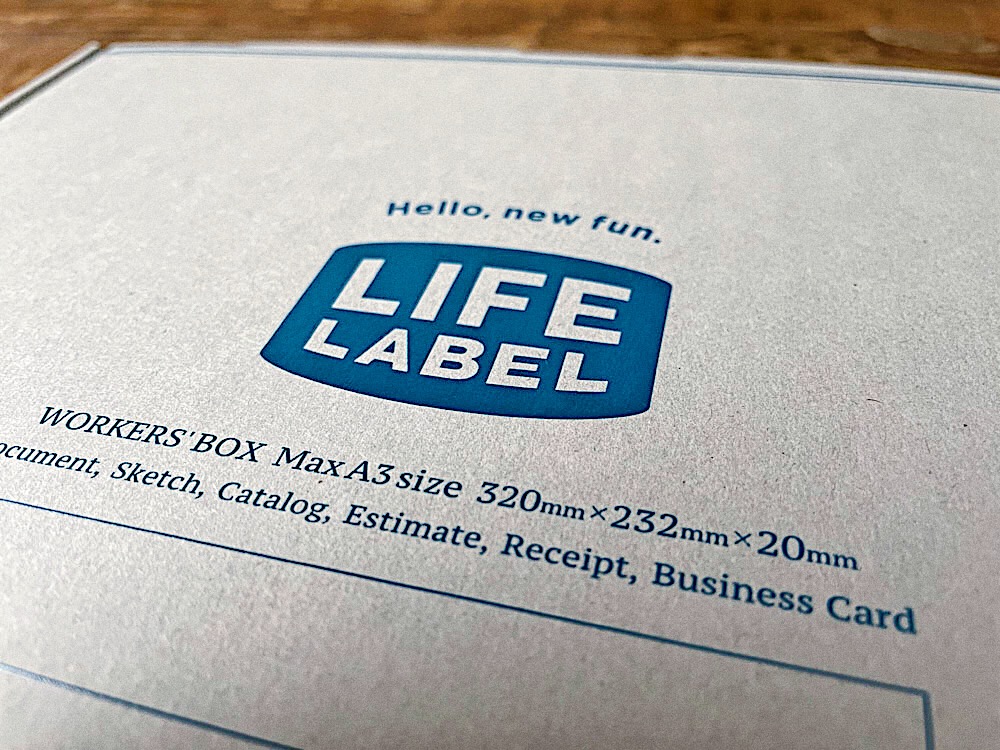 Hello, new fun.
LIFE
LABEL
WORKERS'BOX Max A3 size 320mm×232mm×20mm
ocument, Sketch, Catalog, Estimate, Receipt, Business Card